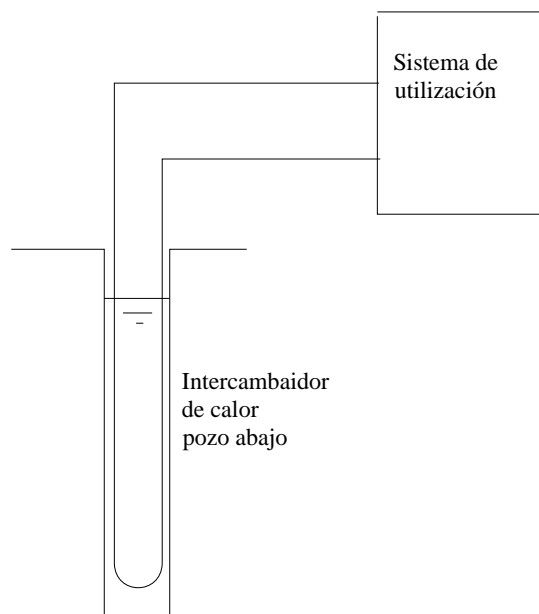 Sistema de
utilización
Intercambaidor
de calor
pozo abajo